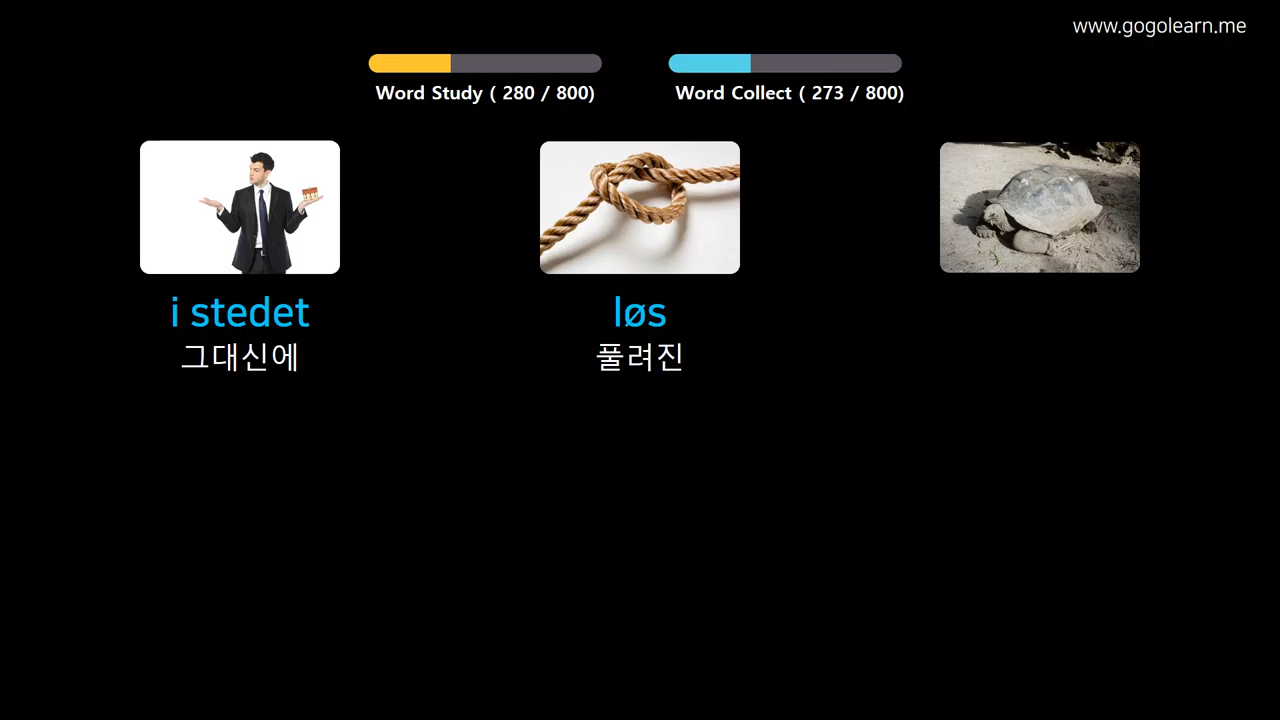 www.gogolearn.me
Word Study ( 280 / 800)
Word Collect ( 273 / 800)
i stedet
그대신에
løs
풀려진